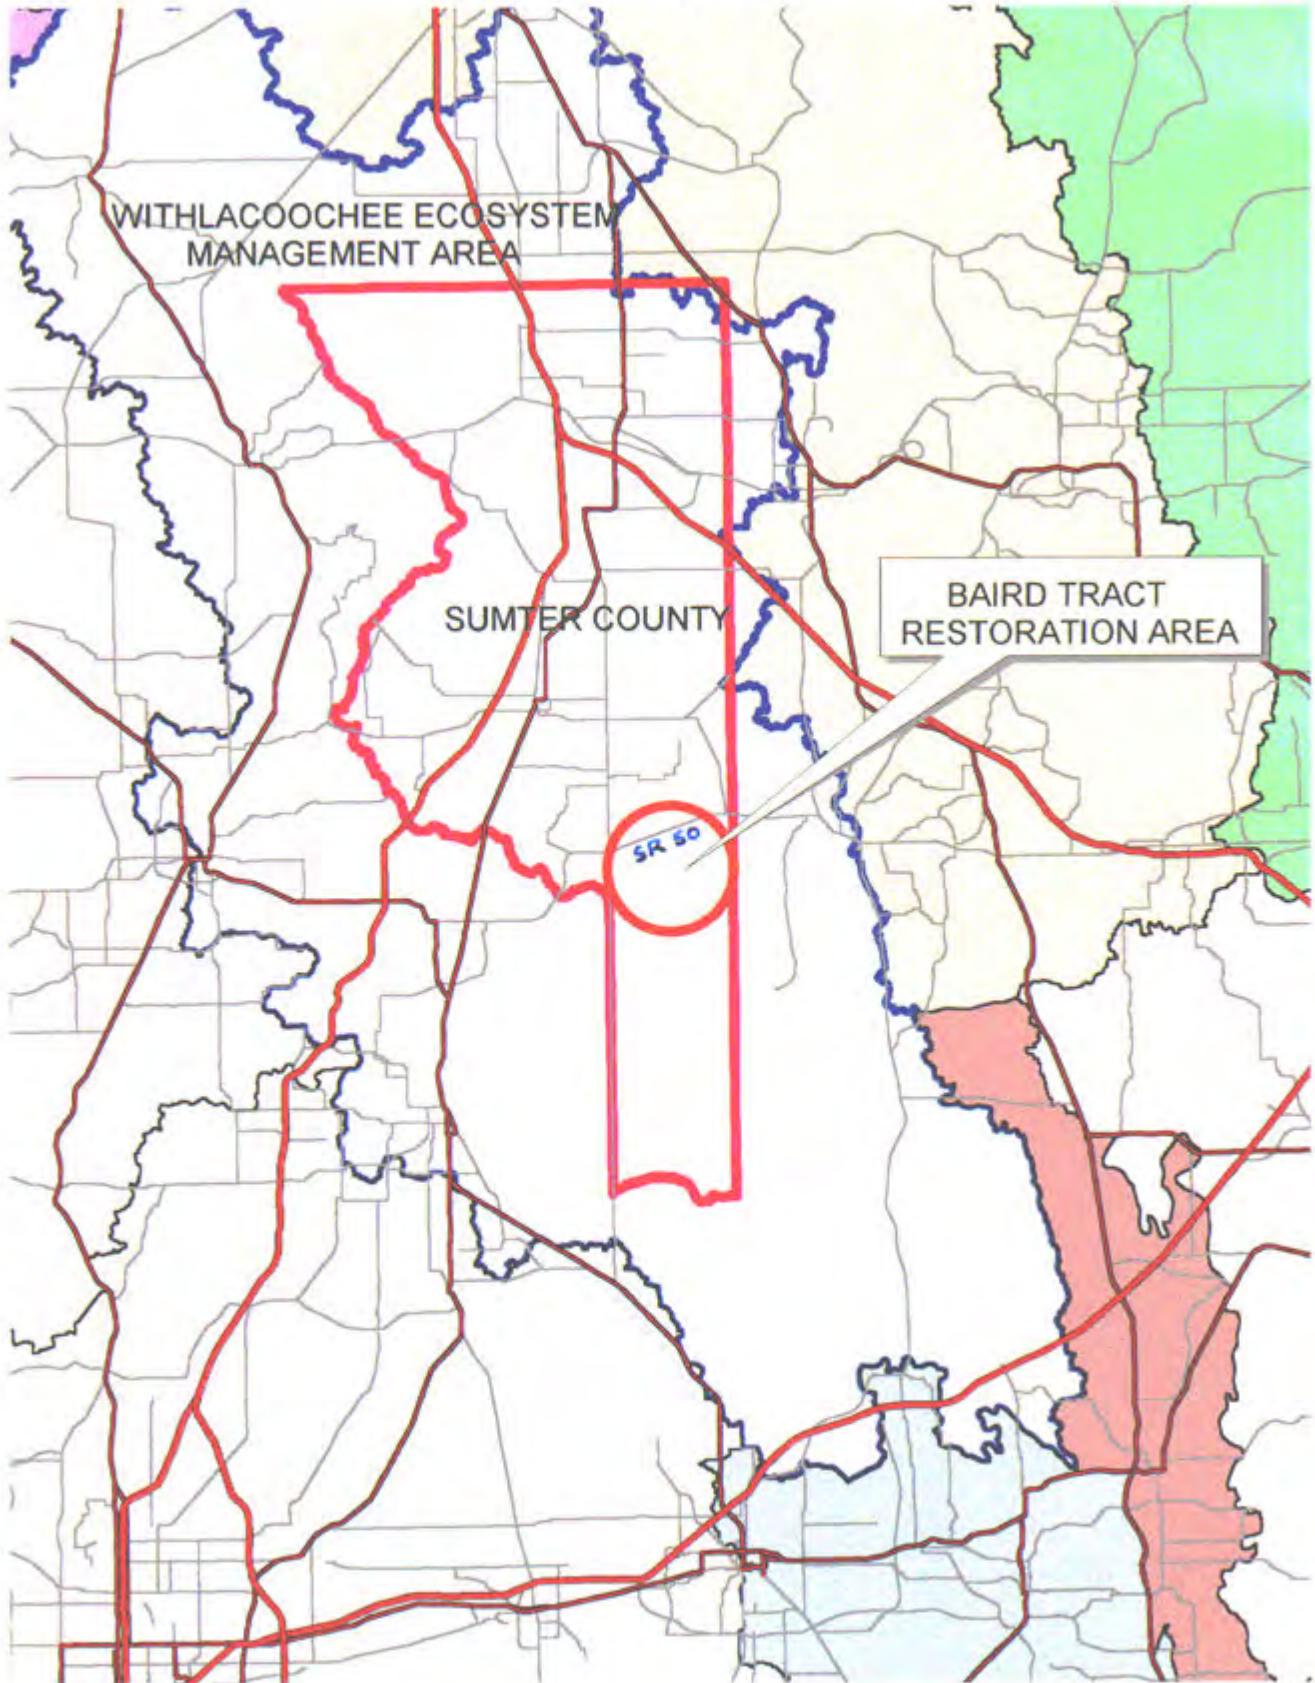 WITHLACOOCHEE ECOSYSTEM
MANAGEMENT AREA
SUMTER COUNTY
BAIRD TRACT
RESTORATION AREA
SR 50